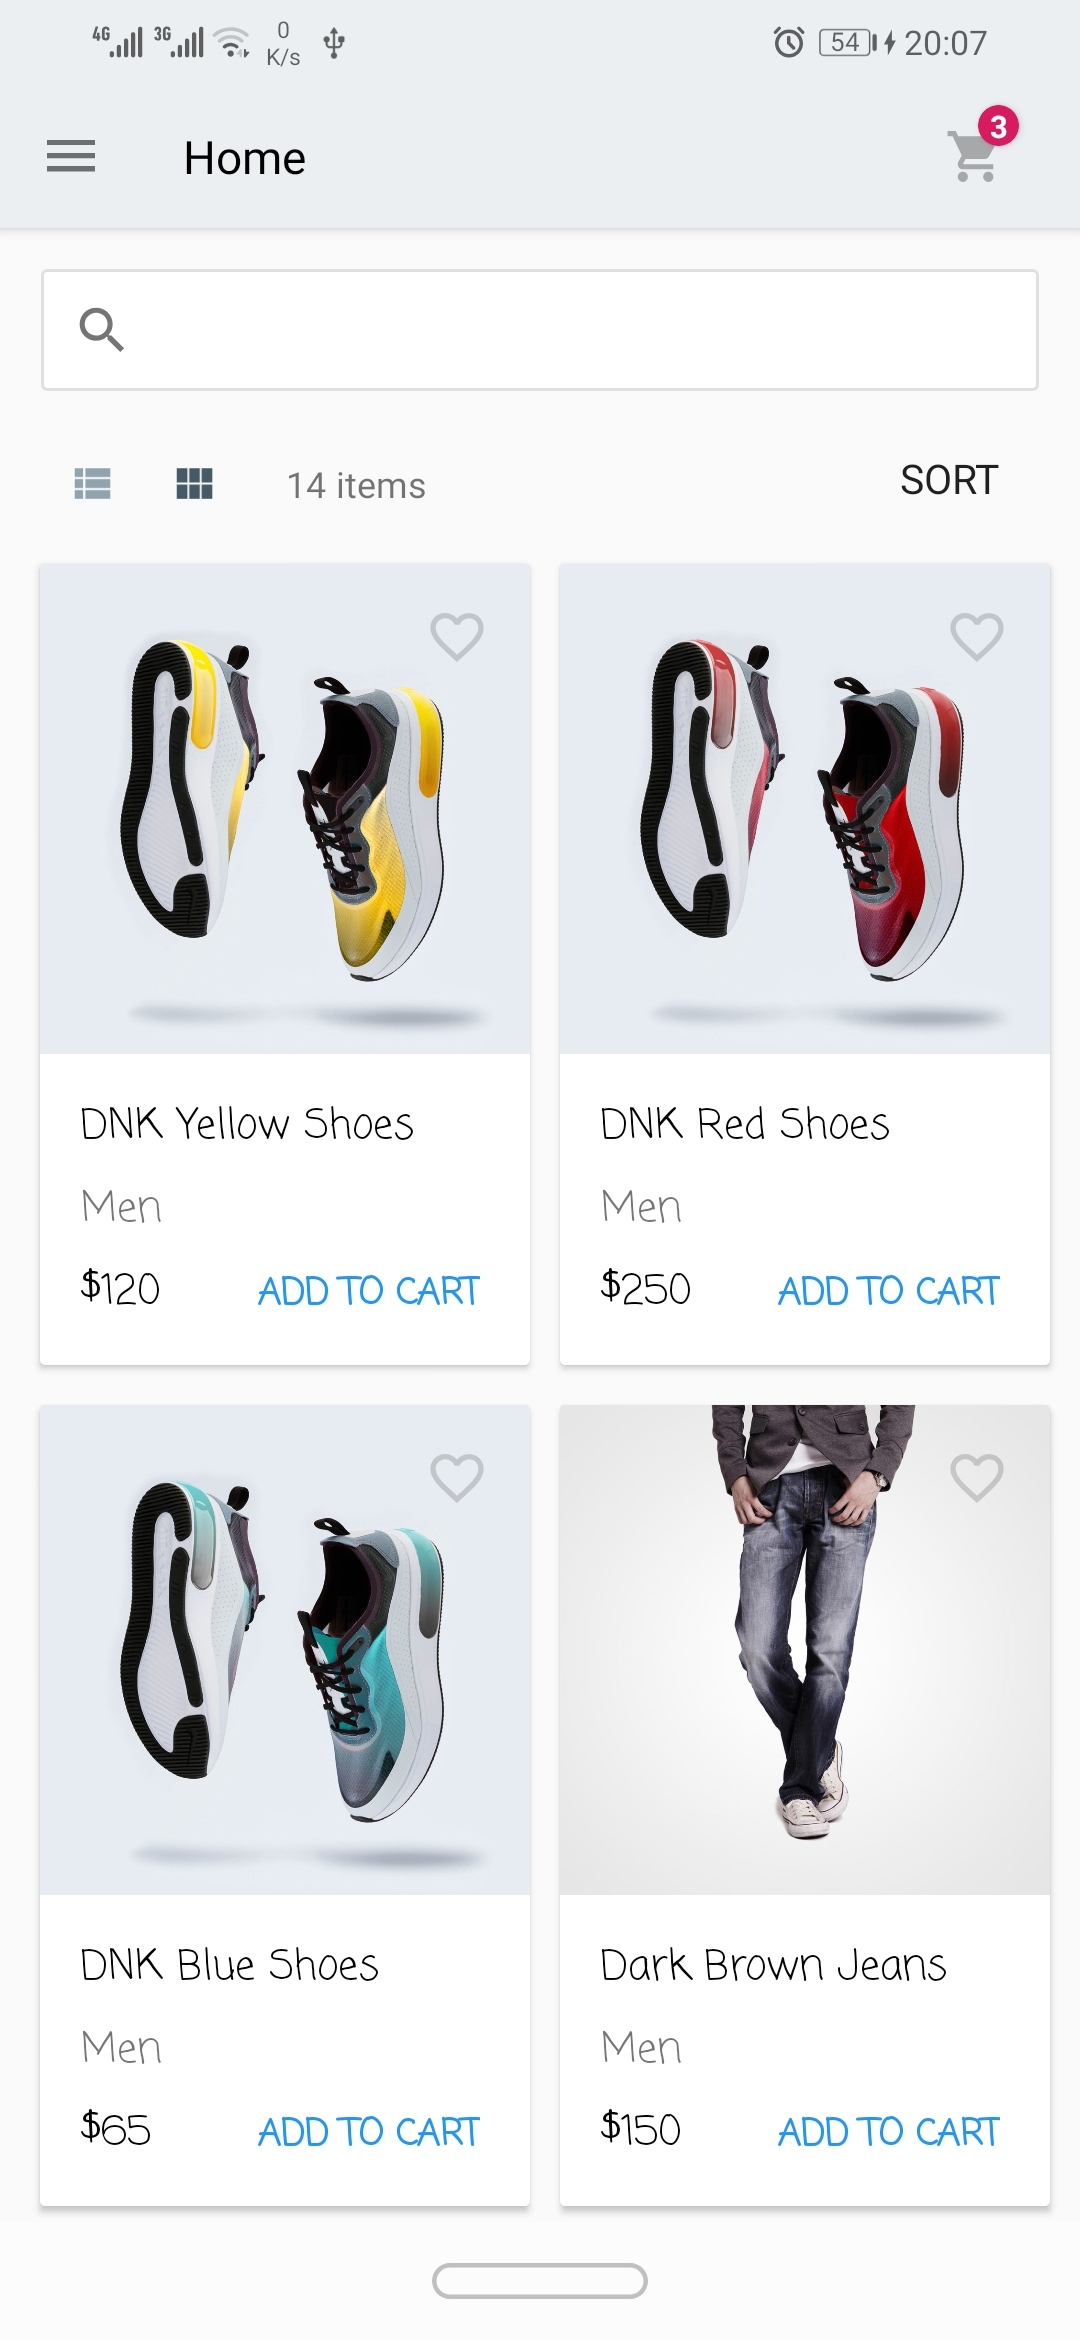 4G 3G 0 K/s 54 20:07
Home 3
14 items SORT
DNK Yellow Shoes
Men
$120 ADD TO CART
DNK Red Shoes
Men
$250 ADD TO CART
DNK Blue Shoes
Men
$65 ADD TO CART
Dark Brown Jeans
Men
$150 ADD TO CART